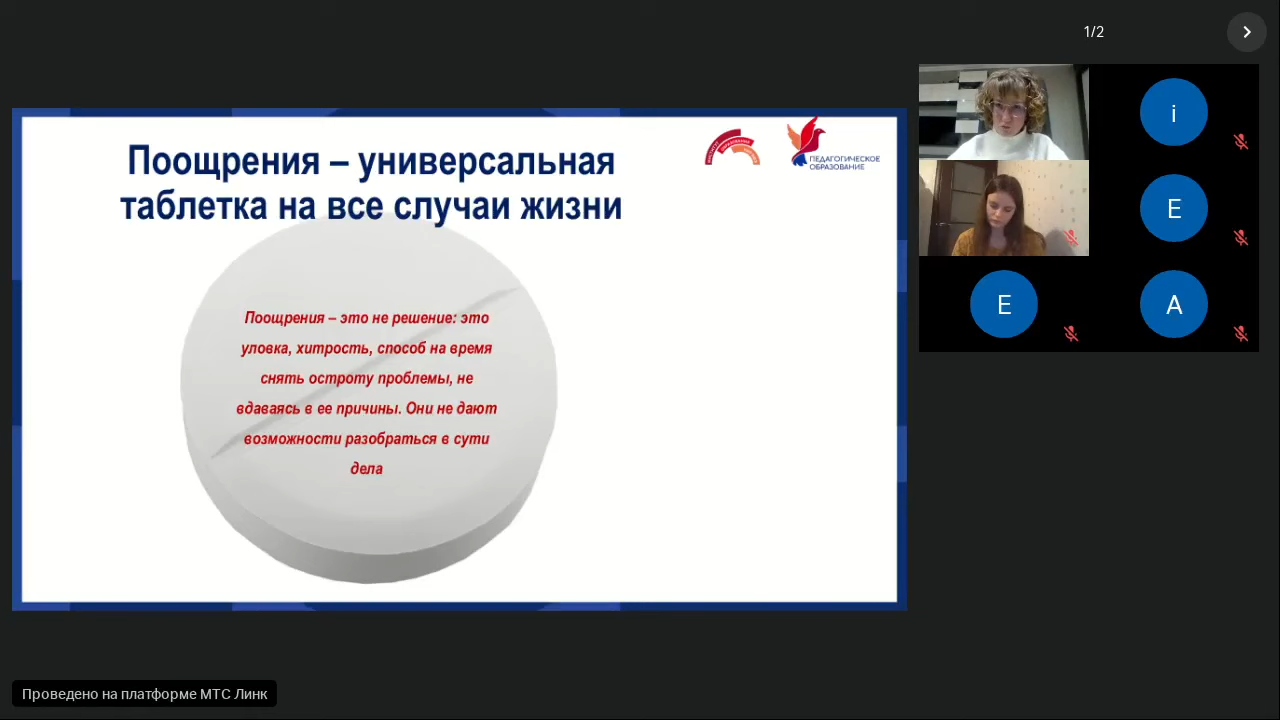 1/2
Поощрения – универсальная
таблетка на все случаи жизни
ПЕДАГОГИЧЕСКОЕ
ОБРАЗОВАНИЕ
Поощрения – это не решение: это
уловка, хитрость, способ на время
снять остроту проблемы, не
вдаваясь в ее причины. Они не дают
возможности разобраться в сути
дела
i
E
E
A
Проведено на платформе МТС Линк